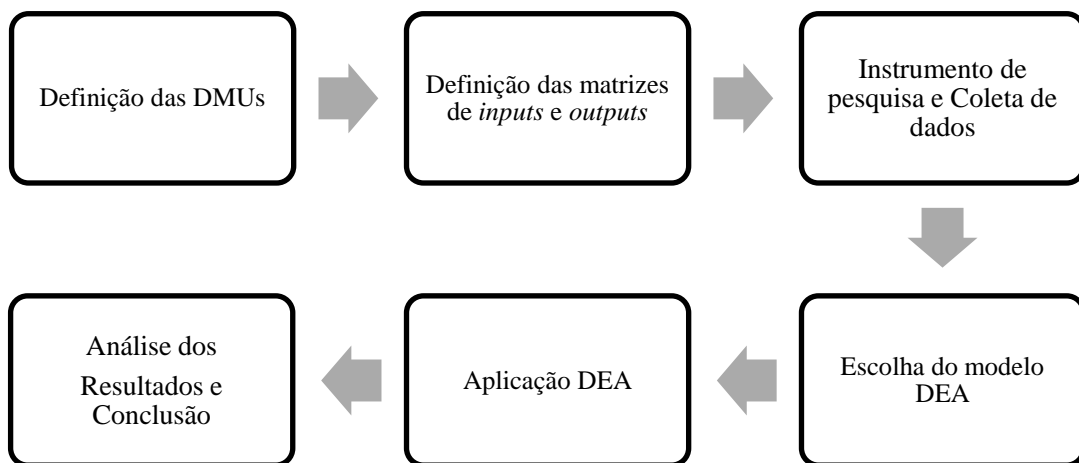 Definição das DMUs
Definição das matrizes
de inputs e outputs
Instrumento de
pesquisa e Coleta de
dados
Análise dos
Resultados e
Conclusão
Aplicação DEA
Escolha do modelo
DEA